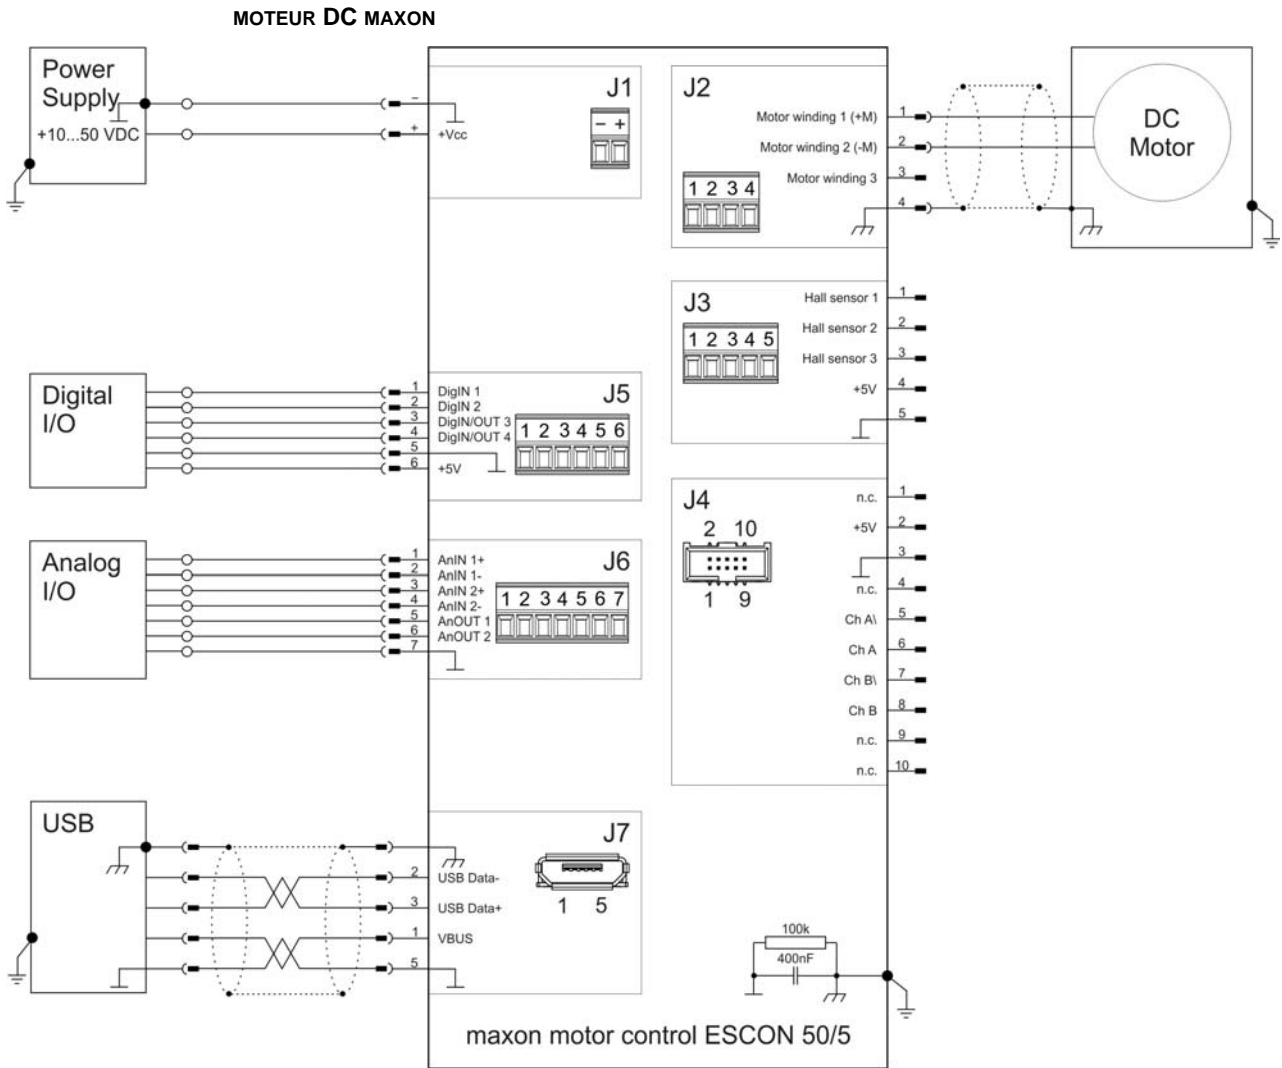 MOTEUR DC MAXON
Power
Supply
+10...50 VDC
−
+
+Vcc
J1
− +
J2
1 2 3 4
Motor winding 1 (+M)
1
Motor winding 2 (-M)
2
Motor winding 3
3
4
DC
Motor
J3
1 2 3 4 5
Hall sensor 1
1
Hall sensor 2
2
Hall sensor 3
3
+5V
4
5
Digital
I/O
1
DigIN 1
2
DigIN 2
3
DigIN/OUT 3
4
DigIN/OUT 4
5
6
+5V
J5
1 2 3 4 5 6
J4
2 10
1 9
n.c.
1
+5V
2
3
n.c.
4
Ch A\
5
Ch A
6
Ch B\
7
Ch B
8
n.c.
9
n.c.
10
Analog
I/O
1
AnIN 1+
2
AnIN 1-
3
AnIN 2+
4
AnIN 2-
5
AnOUT 1
6
AnOUT 2
7
J6
1 2 3 4 5 6 7
USB
2
USB Data-
3
USB Data+
1
VBUS
5
J7
1 5
100k
400nF
maxon motor control ESCON 50/5